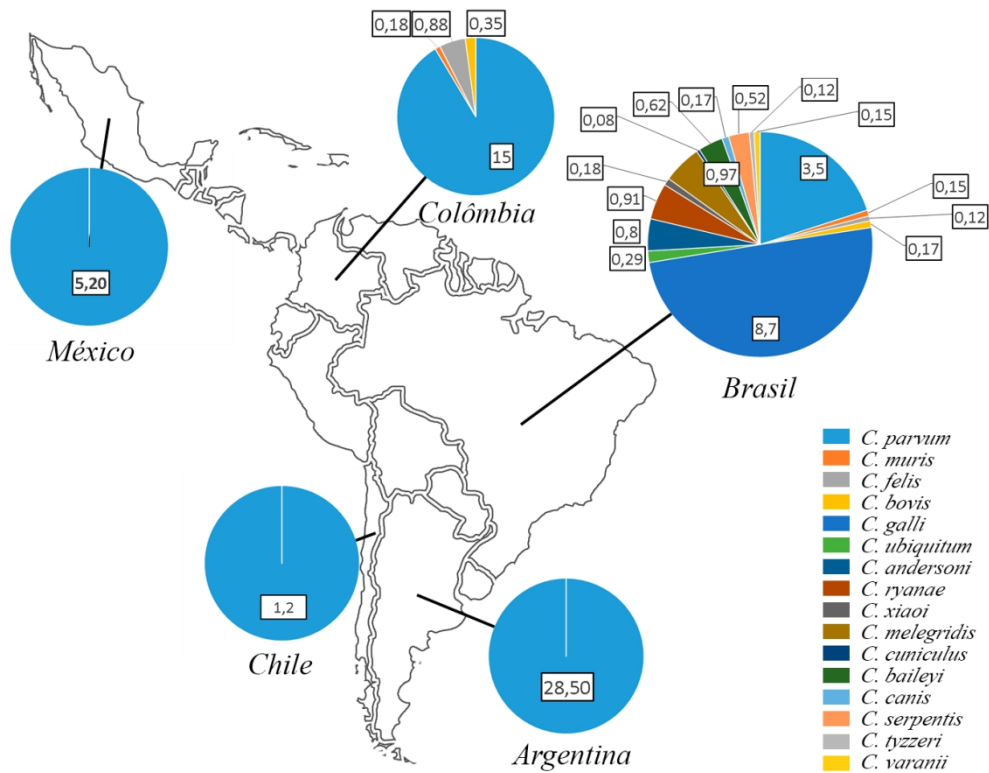 0,18
0,88
0,35
15
Colômbia
5,20
México
0,08
0,62
0,17
0,52
0,12
0,15
0,18
0,97
3,5
0,91
0,15
0,8
0,12
0,29
0,17
8,7
Brasil
1,2
Chile
28,50
Argentina
C. parvum
C. muris
C. felis
C. bovis
C. galli
C. ubiquitum
C. andersoni
C. ryanae
C. xiaoi
C. melegridis
C. cuniculus
C. baileyi
C. canis
C. serpentis
C. tyzzeri
C. varanii